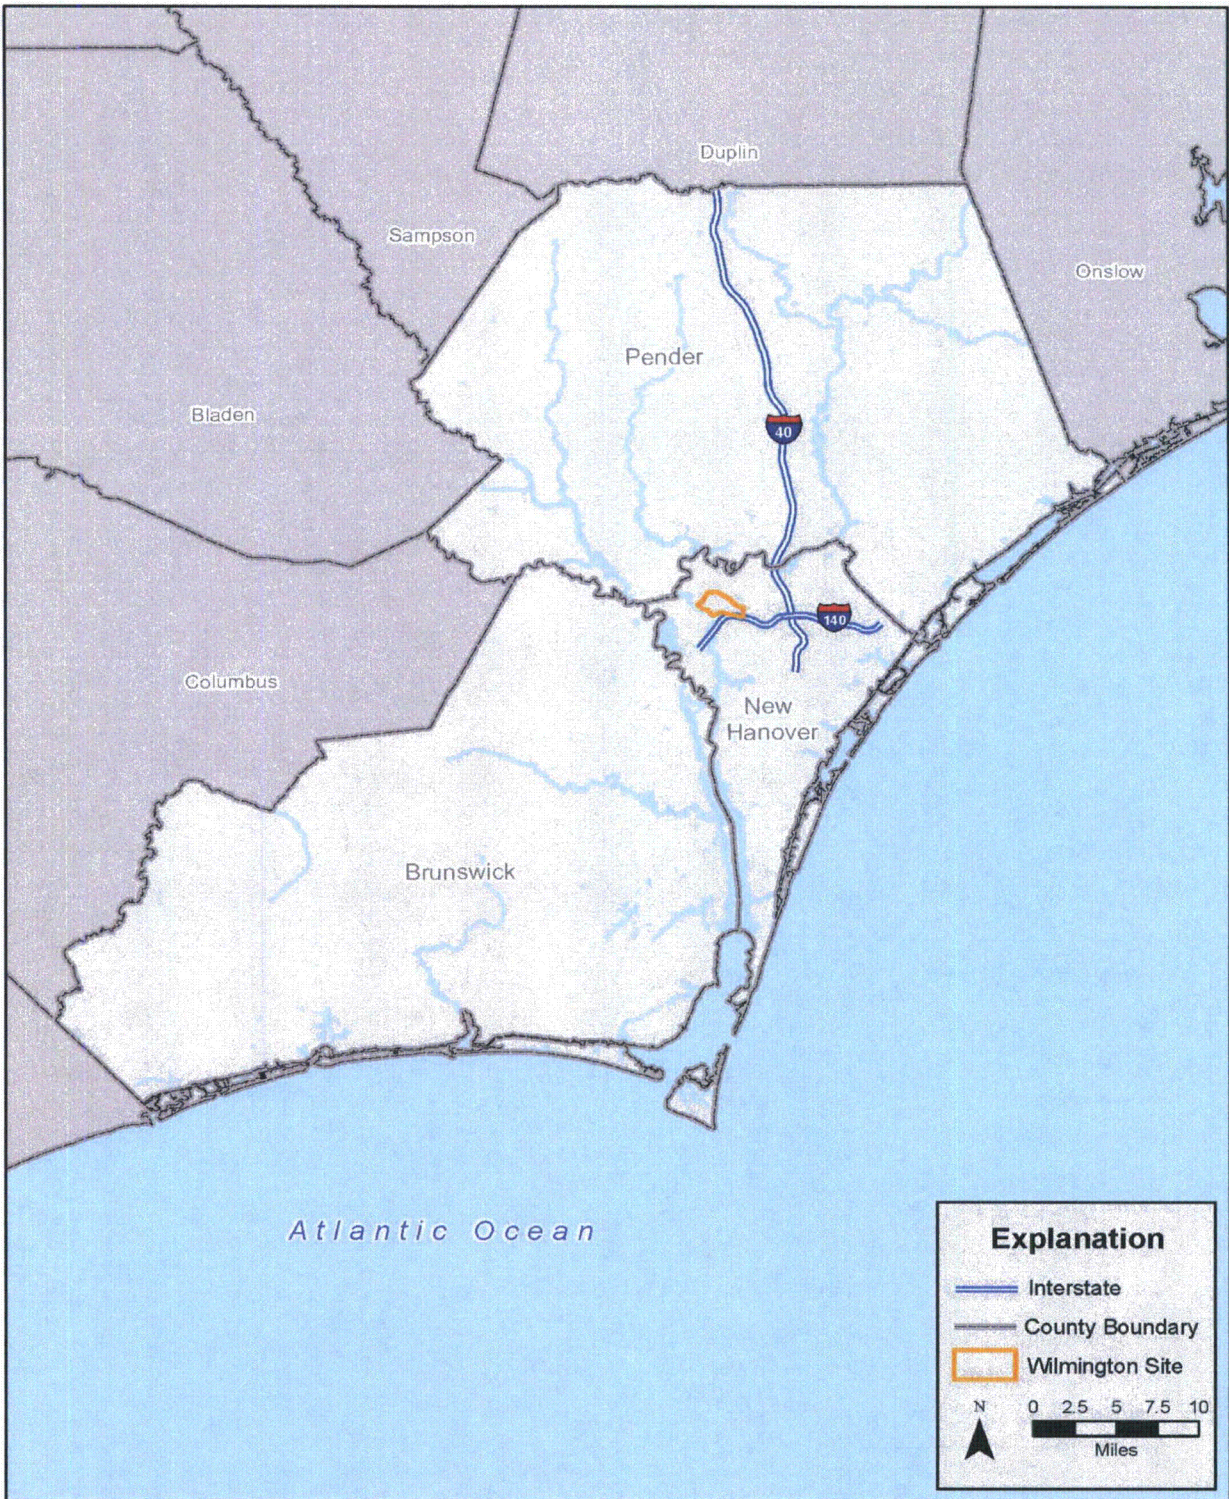 Duplin
Sampson
Onslow
Pender
Bladen
40
140
Columbus
New
Hanover
Brunswick
Atlantic Ocean
Explanation
Interstate
County Boundary
Wilmington Site
N
0 2.5 5 7.5 10
Miles